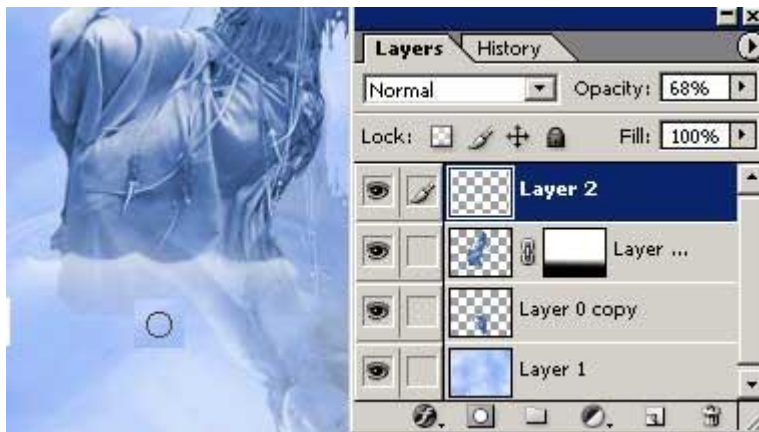 Layers History
Normal Opacity: 68%
Lock: Fill: 100%
Layer 2
Layer ...
Layer 0 copy
Layer 1